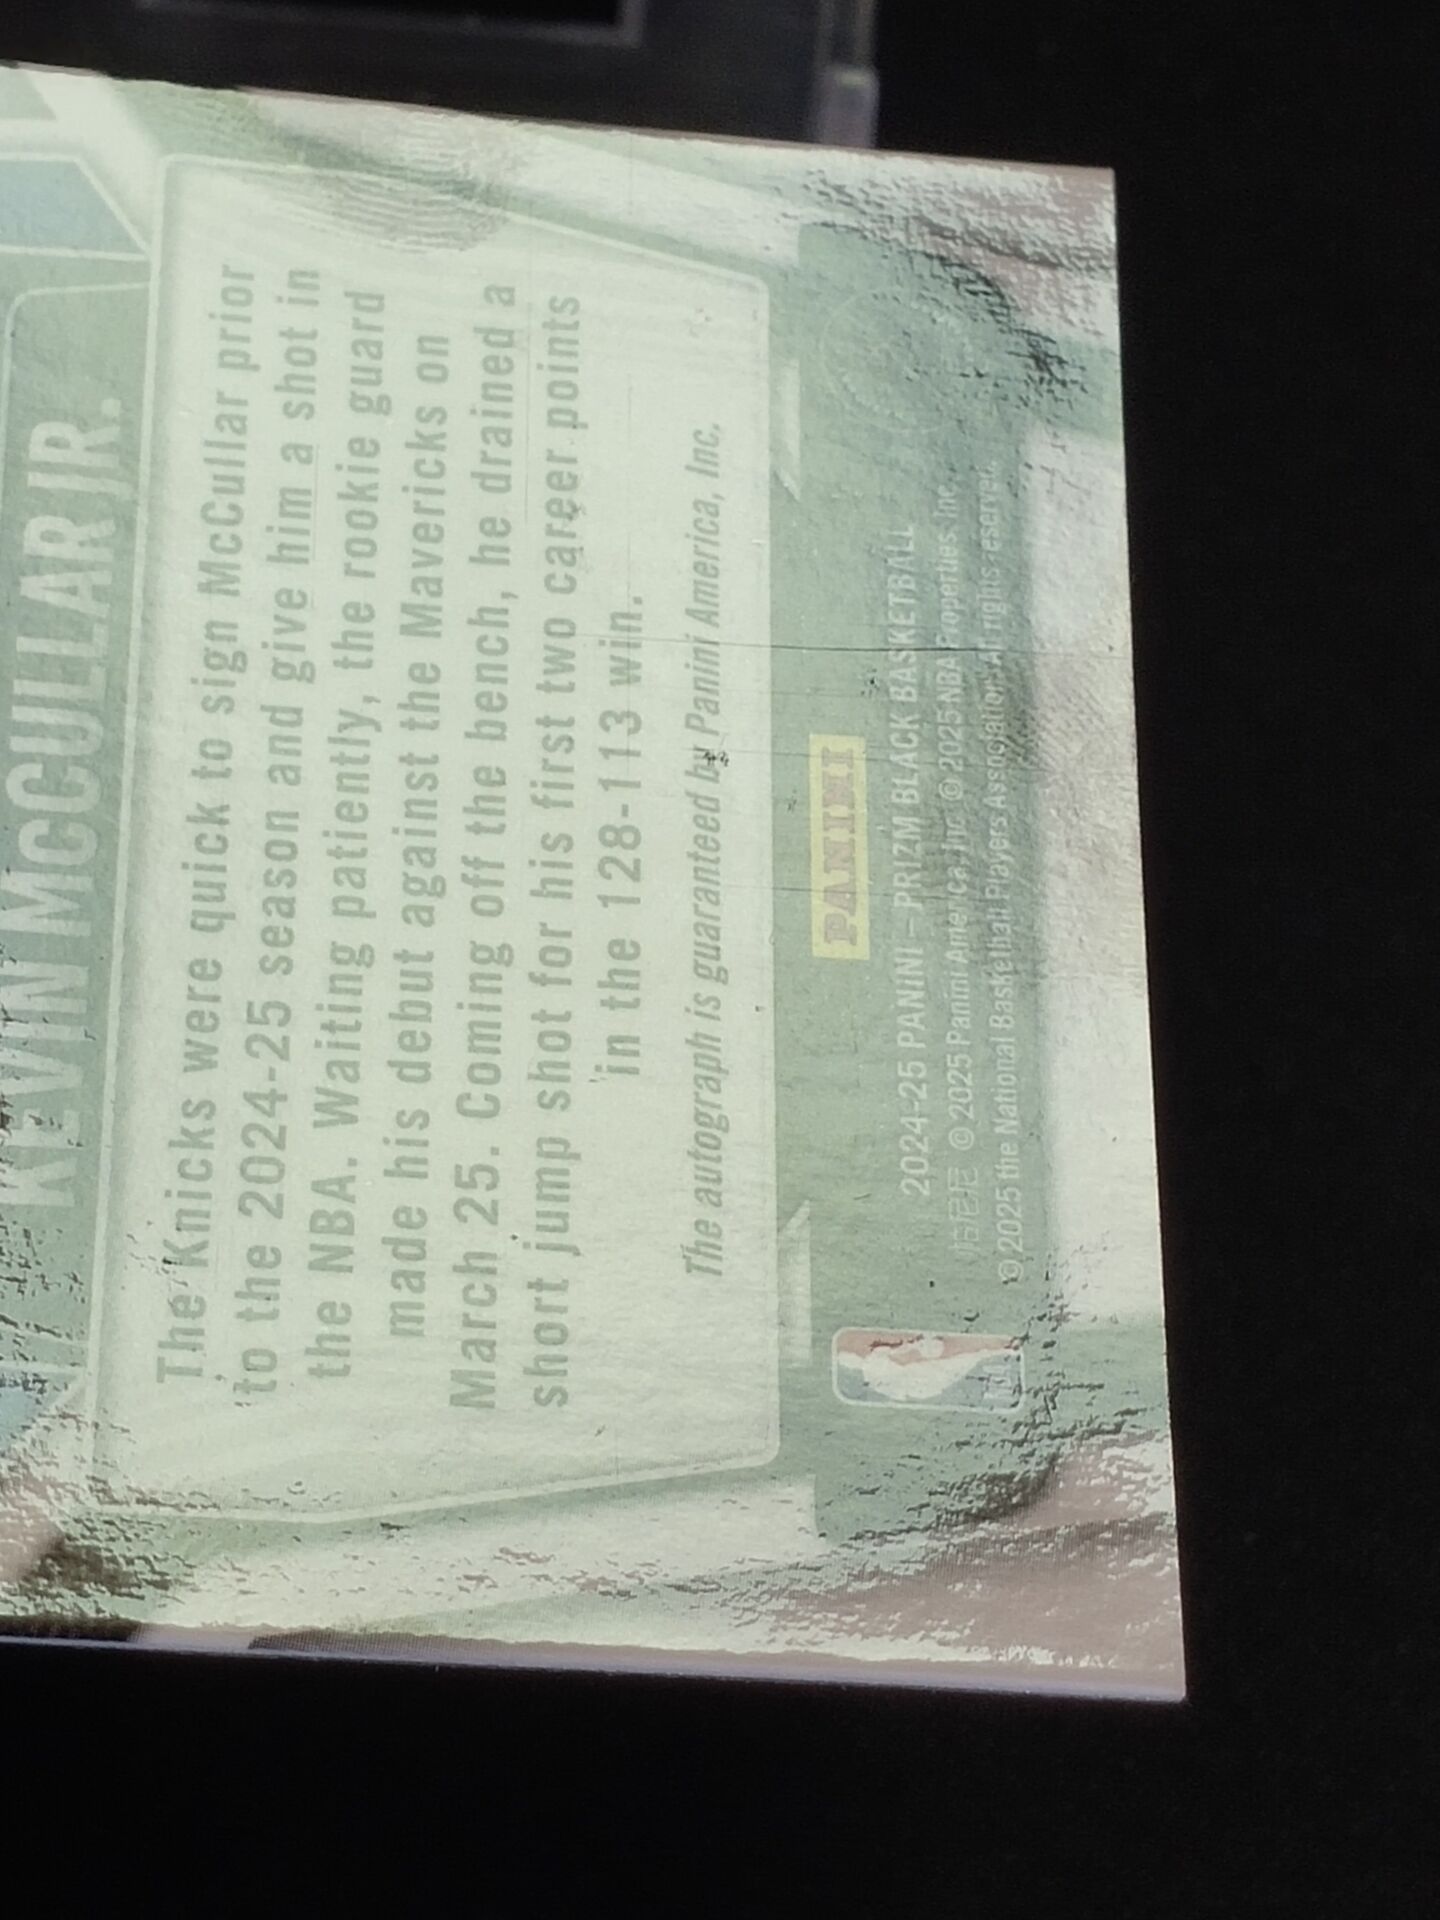 KEVIN McCULLAR JR.
The Knicks were quick to sign McCullar prior
to the 2024-25 season and give him a shot in
the NBA. Waiting patiently, the rookie guard
made his debut against the Mavericks on
March 25. Coming off the bench, he drained a
short jump shot for his first two career points
in the 128-113 win.
The autograph is guaranteed by Panini America, Inc.
PANINI
2024-25 PANINI – PRIZM BLACK BASKETBALL
帕尼尼 © 2025 Panini America, Inc. © 2025 NBA Properties, Inc.
© 2025 the National Basketball Players Association. All rights reserved.